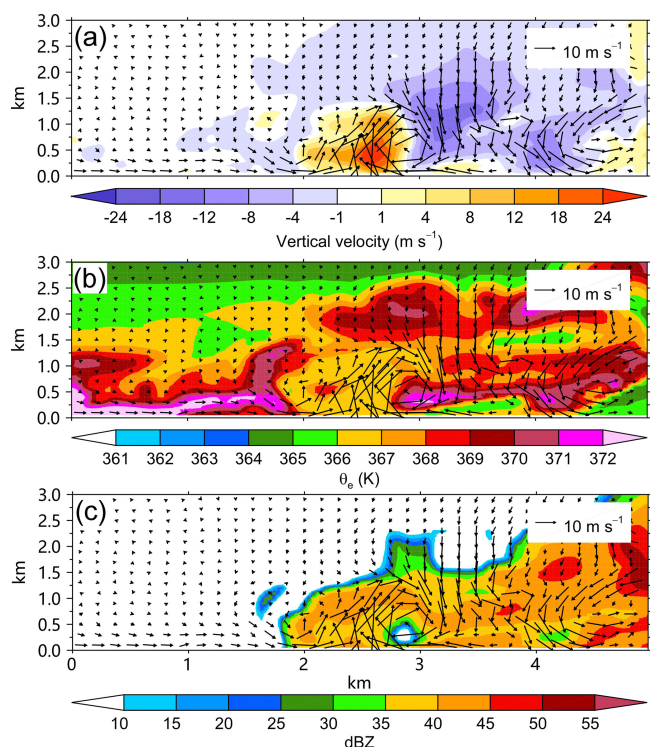 (a)
10 m s⁻¹
3.0
2.5
2.0
1.5
1.0
0.5
0.0
km
-24 -18 -12 -8 -4 -1 1 4 8 12 18 24
Vertical velocity (m s⁻¹)
(b)
10 m s⁻¹
3.0
2.5
2.0
1.5
1.0
0.5
0.0
km
361 362 363 364 365 366 367 368 369 370 371 372
θe (K)
(c)
10 m s⁻¹
3.0
2.5
2.0
1.5
1.0
0.5
0.0
km
0 1 2 3 4
km
10 15 20 25 30 35 40 45 50 55
dBZ